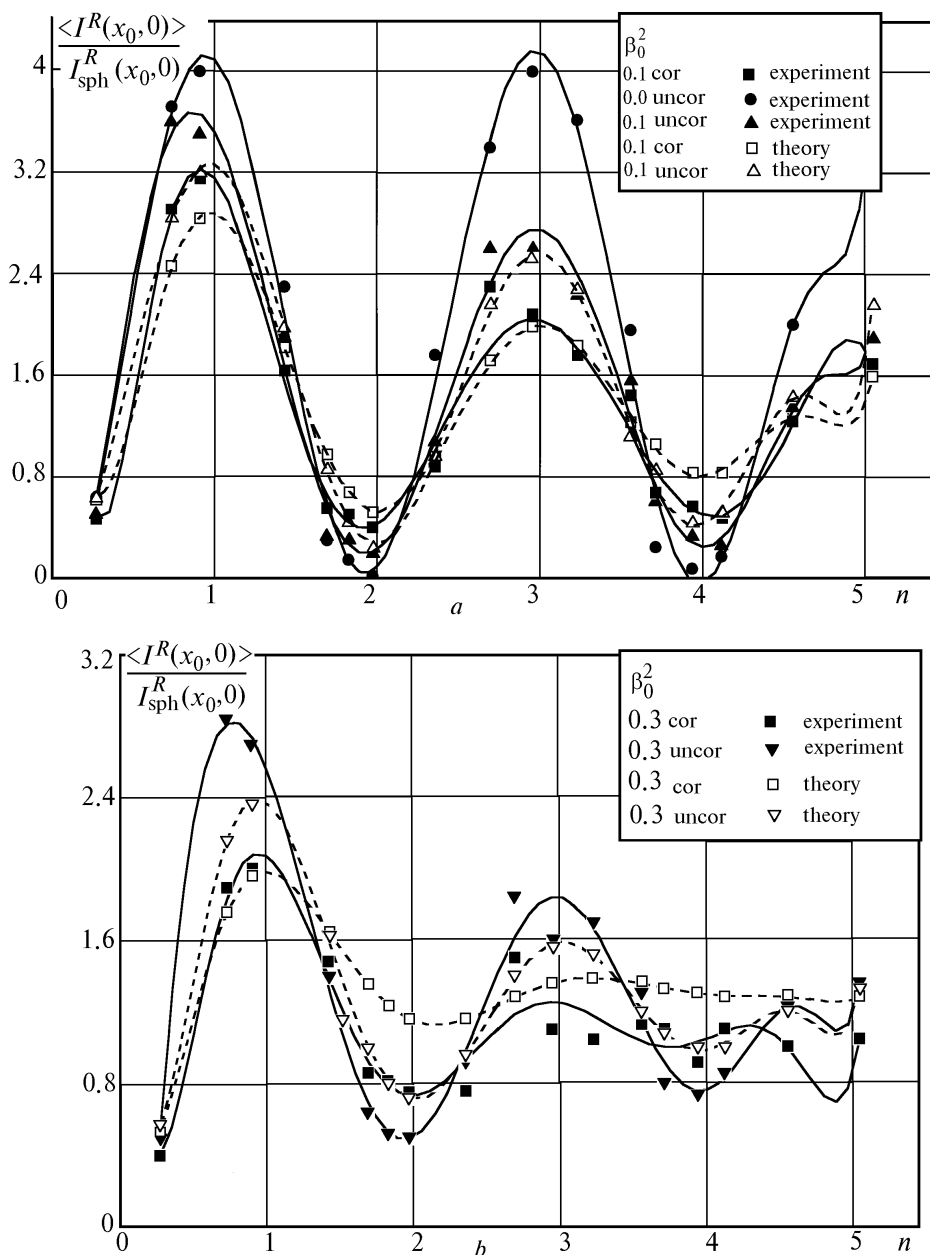 <I^R(x_0,0)>
I^R_sph(x_0,0)
4
3.2
2.4
1.6
0.8
0
0 1 2 a 3 4 5 n
β_0^2
0.1 cor ■ experiment
0.0 uncor ● experiment
0.1 uncor ▲ experiment
0.1 cor □ theory
0.1 uncor △ theory
3.2
<I^R(x_0,0)>
I^R_sph(x_0,0)
2.4
1.6
0.8
0
1 2 b 3 4 5 n
β_0^2
0.3 cor ■ experiment
0.3 uncor ▼ experiment
0.3 cor □ theory
0.3 uncor ▽ theory